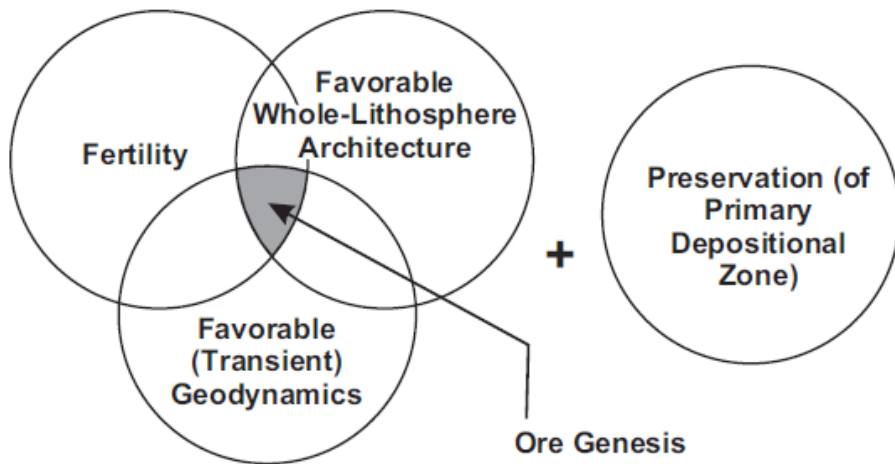 Fertility
Favorable
Whole-Lithosphere
Architecture
Favorable
(Transient)
Geodynamics
Ore Genesis
+
Preservation (of
Primary
Depositional
Zone)